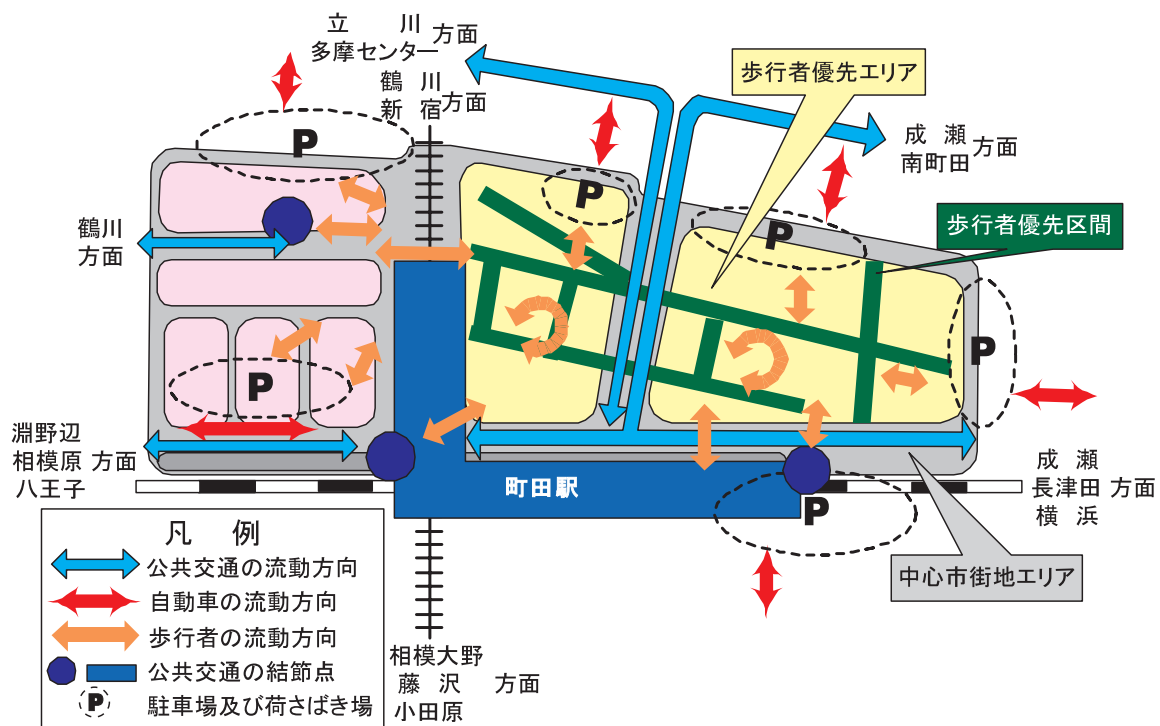 立川
多摩センター
方面
鶴川
新宿
方面
歩行者優先エリア
成瀬
南町田
方面
歩行者優先区間
鶴川
方面
P
P
P
P
P
P
淵野辺
相模原 方面
八王子
町田駅
成瀬
長津田 方面
横浜
中心市街地エリア
凡例
公共交通の流動方向
自動車の流動方向
歩行者の流動方向
公共交通の結節点
P 駐車場及び荷さばき場
相模大野
藤沢 方面
小田原